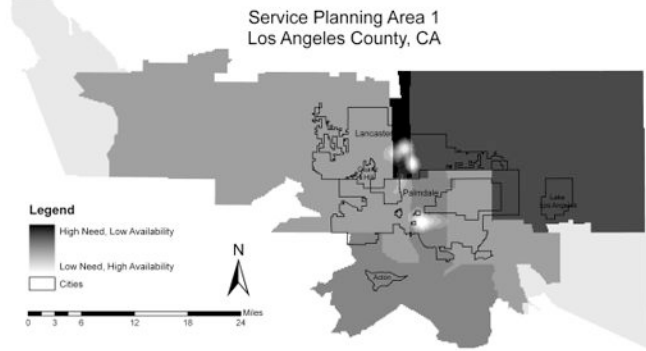 Service Planning Area 1
Los Angeles County, CA
Lancaster
Palmdale
Lake
Los Angeles
Acton
Legend
High Need, Low Availability
Low Need, High Availability
Cities
N
Miles
0 3 6 12 18 24